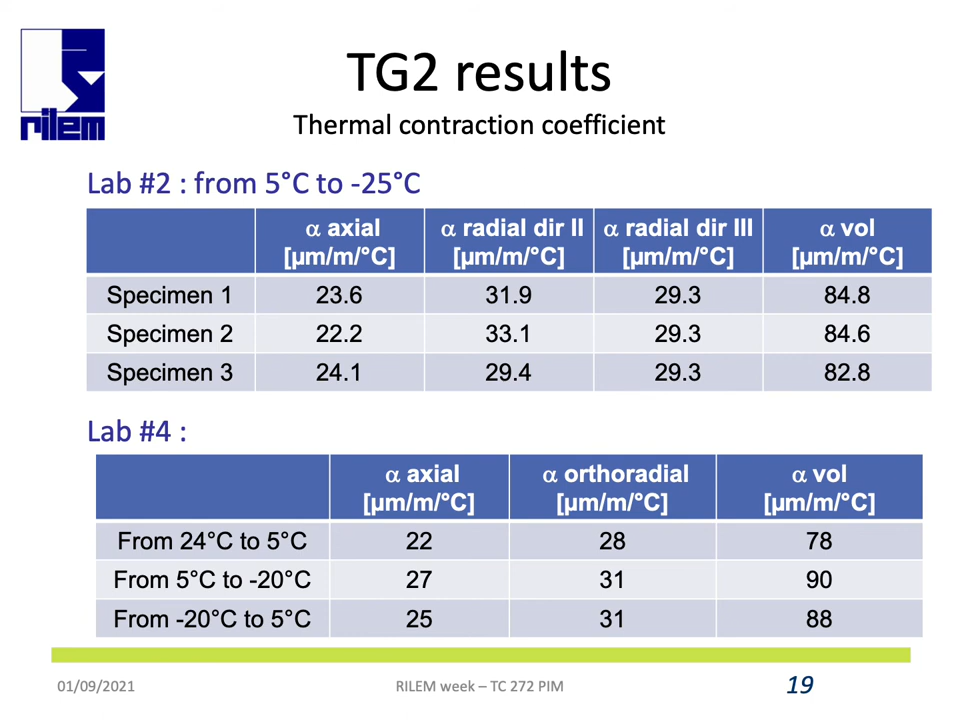 rilem
TG2 results
Thermal contraction coefficient
Lab #2 : from 5°C to -25°C
α axial α radial dir II α radial dir III α vol
[µm/m/°C] [µm/m/°C] [µm/m/°C] [µm/m/°C]
Specimen 1 23.6 31.9 29.3 84.8
Specimen 2 22.2 33.1 29.3 84.6
Specimen 3 24.1 29.4 29.3 82.8
Lab #4 :
α axial α orthoradial α vol
[µm/m/°C] [µm/m/°C] [µm/m/°C]
From 24°C to 5°C 22 28 78
From 5°C to -20°C 27 31 90
From -20°C to 5°C 25 31 88
01/09/2021 RILEM week – TC 272 PIM 19